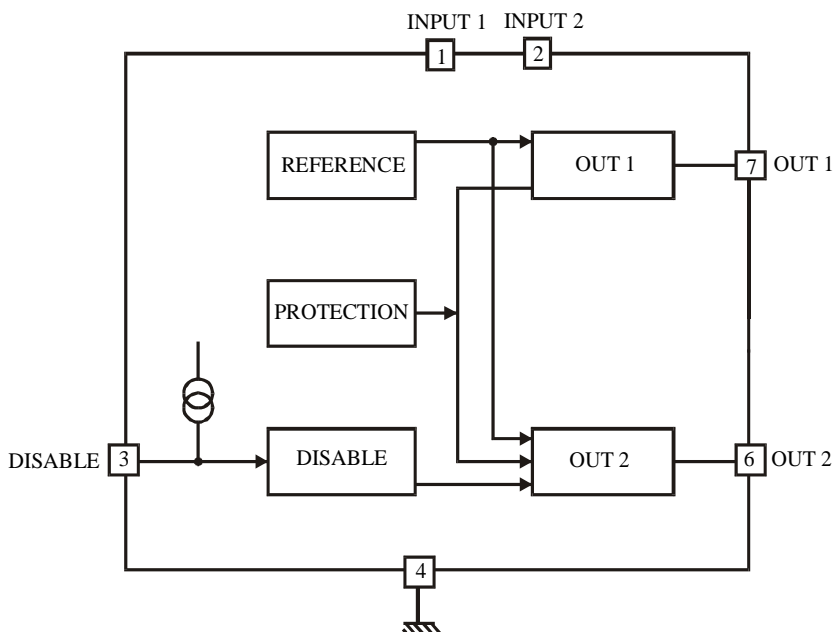 INPUT 1
INPUT 2
1
2
REFERENCE
OUT 1
7
OUT 1
PROTECTION
DISABLE
3
DISABLE
OUT 2
6
OUT 2
4